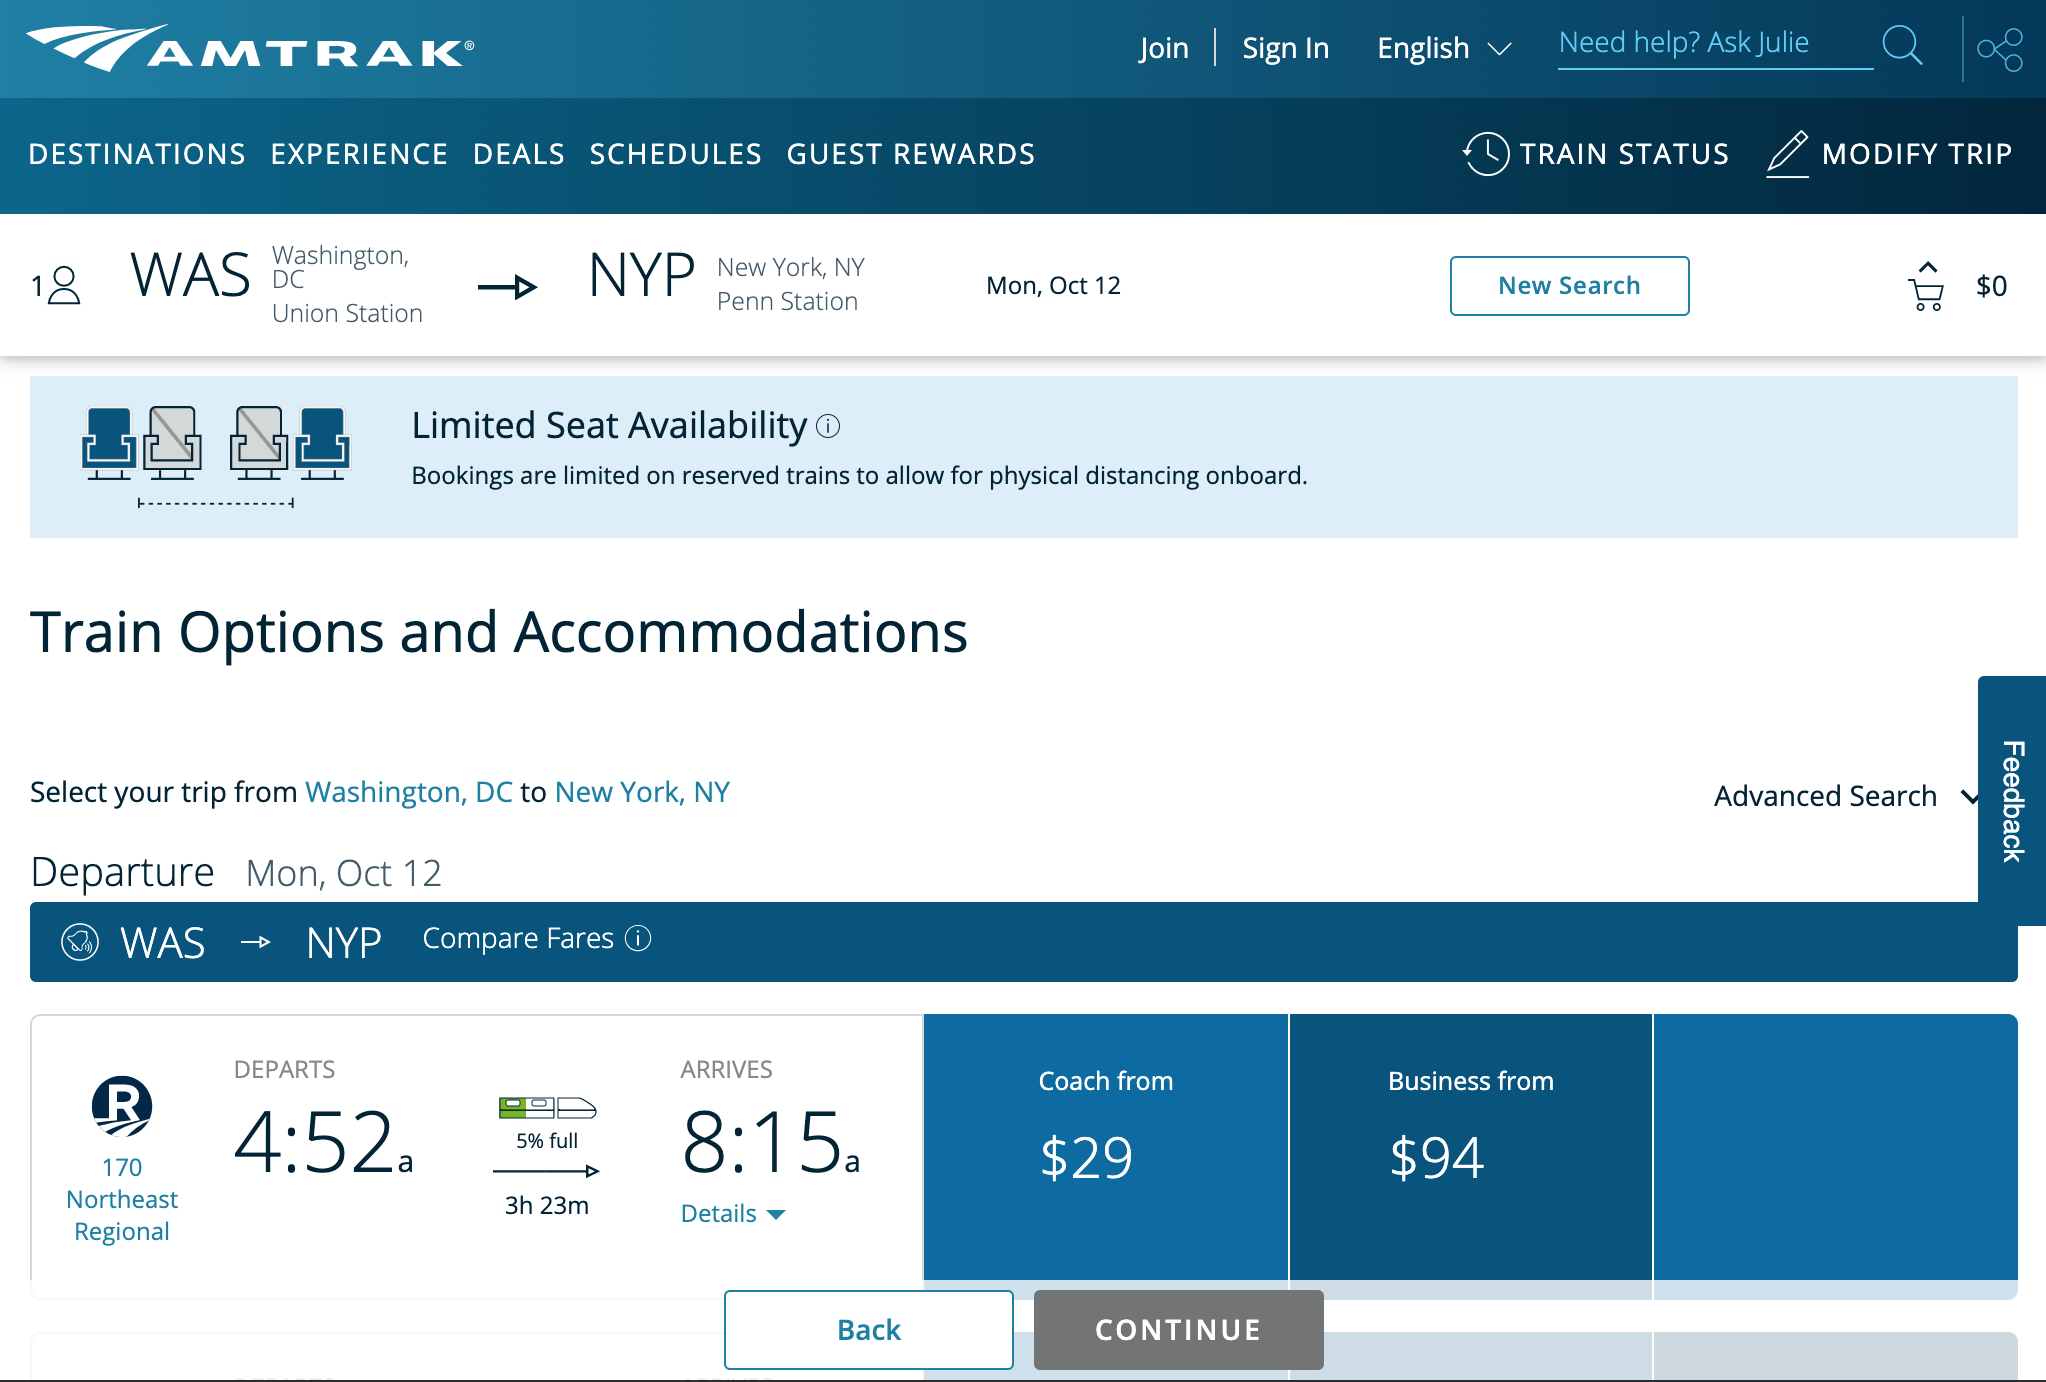 AMTRAK®
Join
Sign In
English
Need help? Ask Julie
DESTINATIONS
EXPERIENCE
DEALS
SCHEDULES
GUEST REWARDS
TRAIN STATUS
MODIFY TRIP
1
WAS
Washington,
DC
Union Station
NYP
New York, NY
Penn Station
Mon, Oct 12
New Search
$0
Limited Seat Availability
Bookings are limited on reserved trains to allow for physical distancing onboard.
Train Options and Accommodations
Select your trip from Washington, DC to New York, NY
Advanced Search
Feedback
Departure Mon, Oct 12
WAS
NYP
Compare Fares
R
170
Northeast
Regional
DEPARTS
4:52a
5% full
3h 23m
ARRIVES
8:15a
Details
Coach from
$29
Business from
$94
Back
CONTINUE